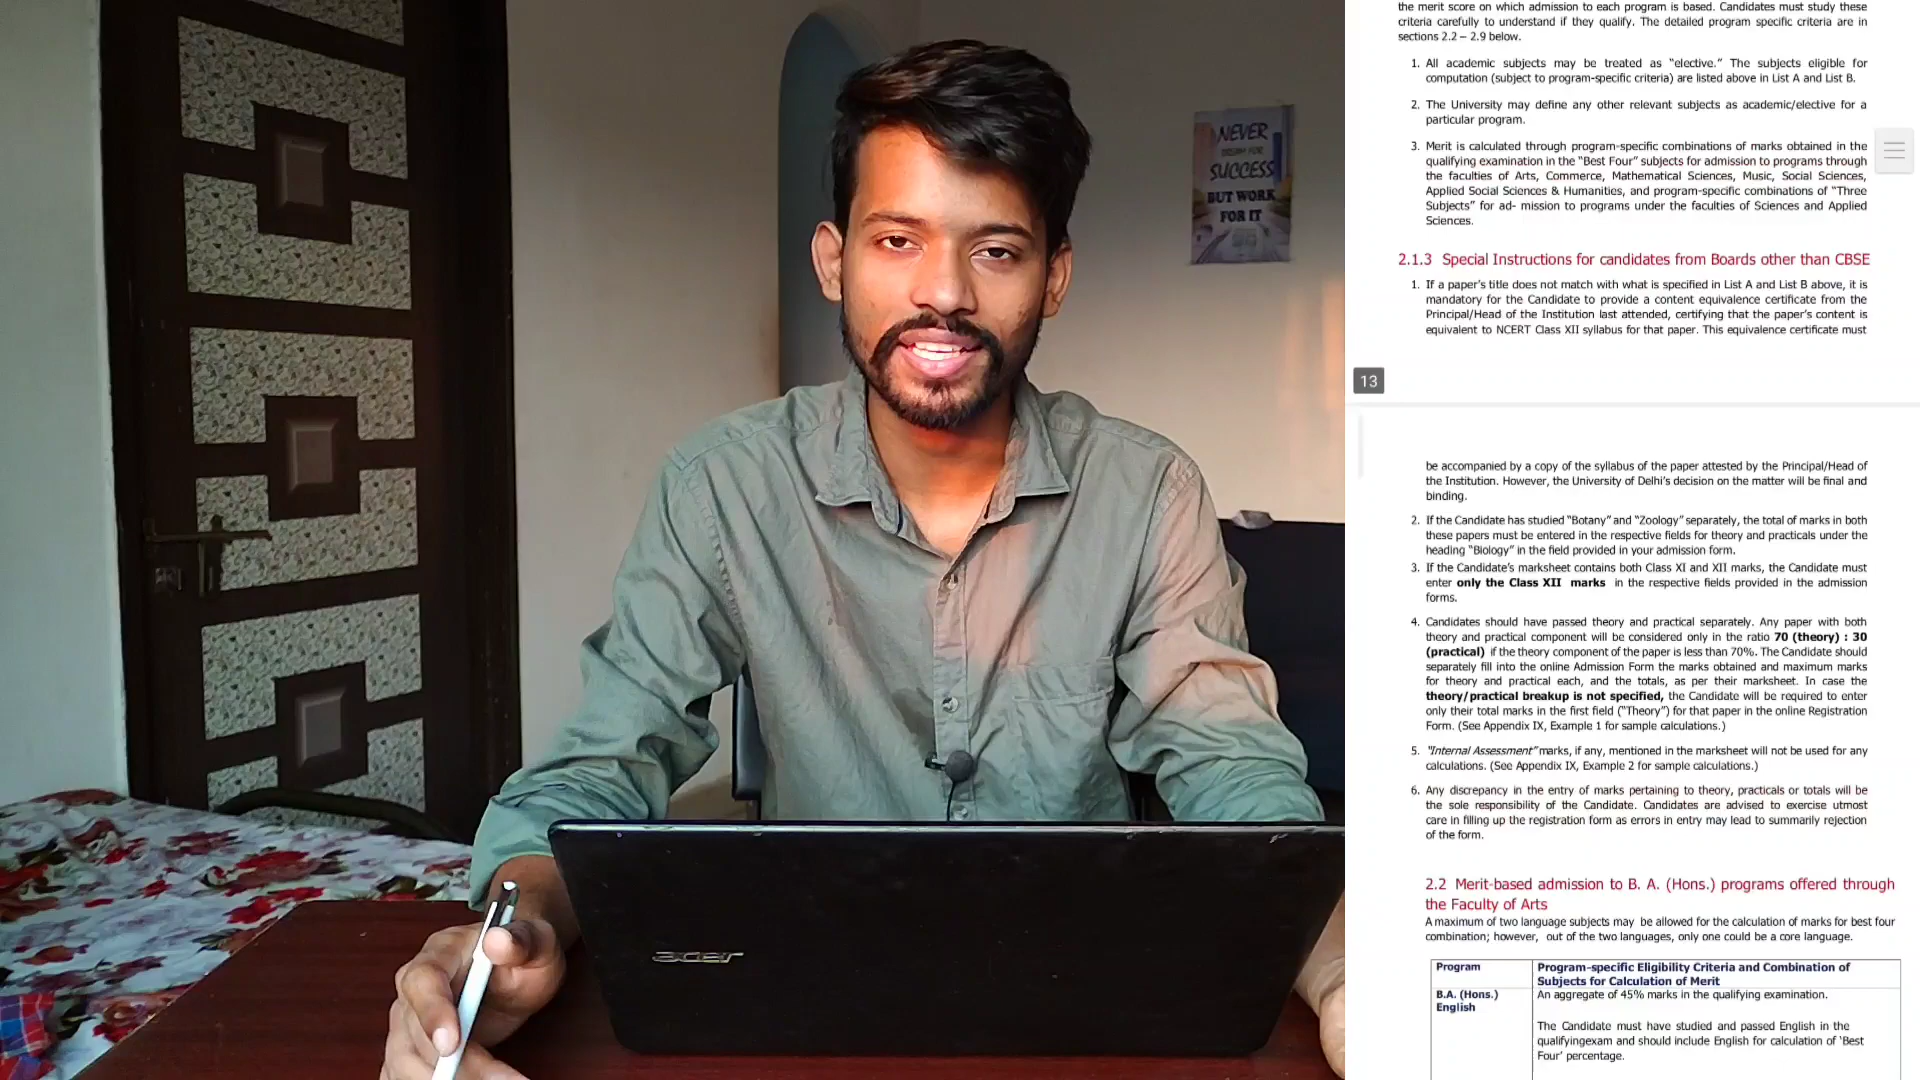 NEVER
DREAM FOR
SUCCESS
BUT WORK
FOR IT
acer
the merit score on which admission to each program is based. Candidates must study these
criteria carefully to understand if they qualify. The detailed program specific criteria are in
sections 2.2 – 2.9 below.
1. All academic subjects may be treated as “elective.” The subjects eligible for
computation (subject to program-specific criteria) are listed above in List A and List B.
2. The University may define any other relevant subjects as academic/elective for a
particular program.
3. Merit is calculated through program-specific combinations of marks obtained in the
qualifying examination in the “Best Four” subjects for admission to programs through
the faculties of Arts, Commerce, Mathematical Sciences, Music, Social Sciences,
Applied Social Sciences & Humanities, and program-specific combinations of “Three
Subjects” for ad- mission to programs under the faculties of Sciences and Applied
Sciences.
2.1.3 Special Instructions for candidates from Boards other than CBSE
1. If a paper’s title does not match with what is specified in List A and List B above, it is
mandatory for the Candidate to provide a content equivalence certificate from the
Principal/Head of the Institution last attended, certifying that the paper’s content is
equivalent to NCERT Class XII syllabus for that paper. This equivalence certificate must
13
be accompanied by a copy of the syllabus of the paper attested by the Principal/Head of
the Institution. However, the University of Delhi’s decision on the matter will be final and
binding.
2. If the Candidate has studied “Botany” and “Zoology” separately, the total of marks in both
these papers must be entered in the respective fields for theory and practicals under the
heading “Biology” in the field provided in your admission form.
3. If the Candidate’s marksheet contains both Class XI and XII marks, the Candidate must
enter only the Class XII marks in the respective fields provided in the admission
forms.
4. Candidates should have passed theory and practical separately. Any paper with both
theory and practical component will be considered only in the ratio 70 (theory) : 30
(practical) if the theory component of the paper is less than 70%. The Candidate should
separately fill into the online Admission Form the marks obtained and maximum marks
for theory and practical each, and the totals, as per their marksheet. In case the
theory/practical breakup is not specified, the Candidate will be required to enter
only their total marks in the first field (“Theory”) for that paper in the online Registration
Form. (See Appendix IX, Example 1 for sample calculations.)
5. “Internal Assessment” marks, if any, mentioned in the marksheet will not be used for any
calculations. (See Appendix IX, Example 2 for sample calculations.)
6. Any discrepancy in the entry of marks pertaining to theory, practicals or totals will be
the sole responsibility of the Candidate. Candidates are advised to exercise utmost
care in filling up the registration form as errors in entry may lead to summarily rejection
of the form.
2.2 Merit-based admission to B. A. (Hons.) programs offered through
the Faculty of Arts
A maximum of two language subjects may be allowed for the calculation of marks for best four
combination; however, out of the two languages, only one could be a core language.
Program
Program-specific Eligibility Criteria and Combination of
Subjects for Calculation of Merit
B.A. (Hons.)
English
An aggregate of 45% marks in the qualifying examination.
The Candidate must have studied and passed English in the
qualifyingexam and should include English for calculation of ‘Best
Four’ percentage.